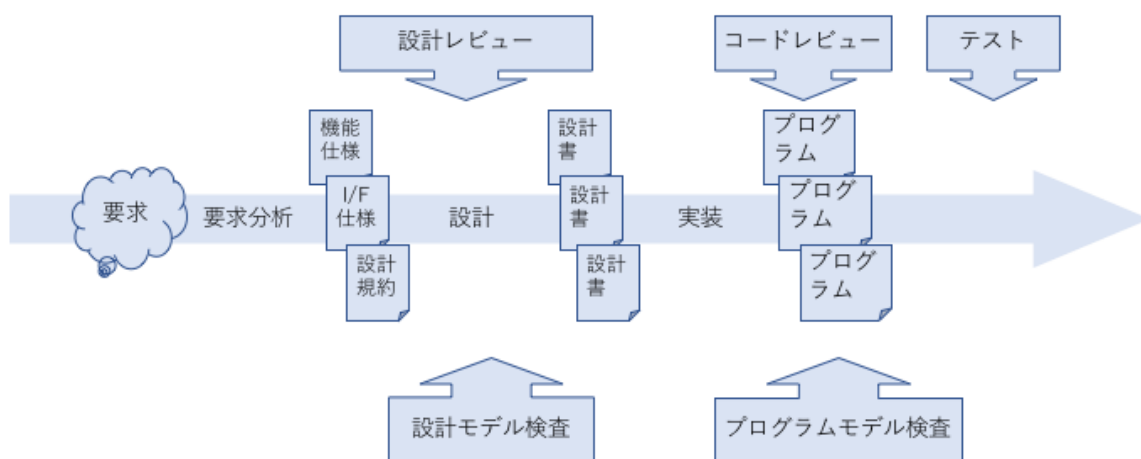 設計レビュー
コードレビュー
テスト
機能
仕様
設計
書
プログ
ラム
要求
要求分析
I/F
仕様
設計
設計
書
実装
プログ
ラム
設計
規約
設計
書
プログ
ラム
設計モデル検査
プログラムモデル検査